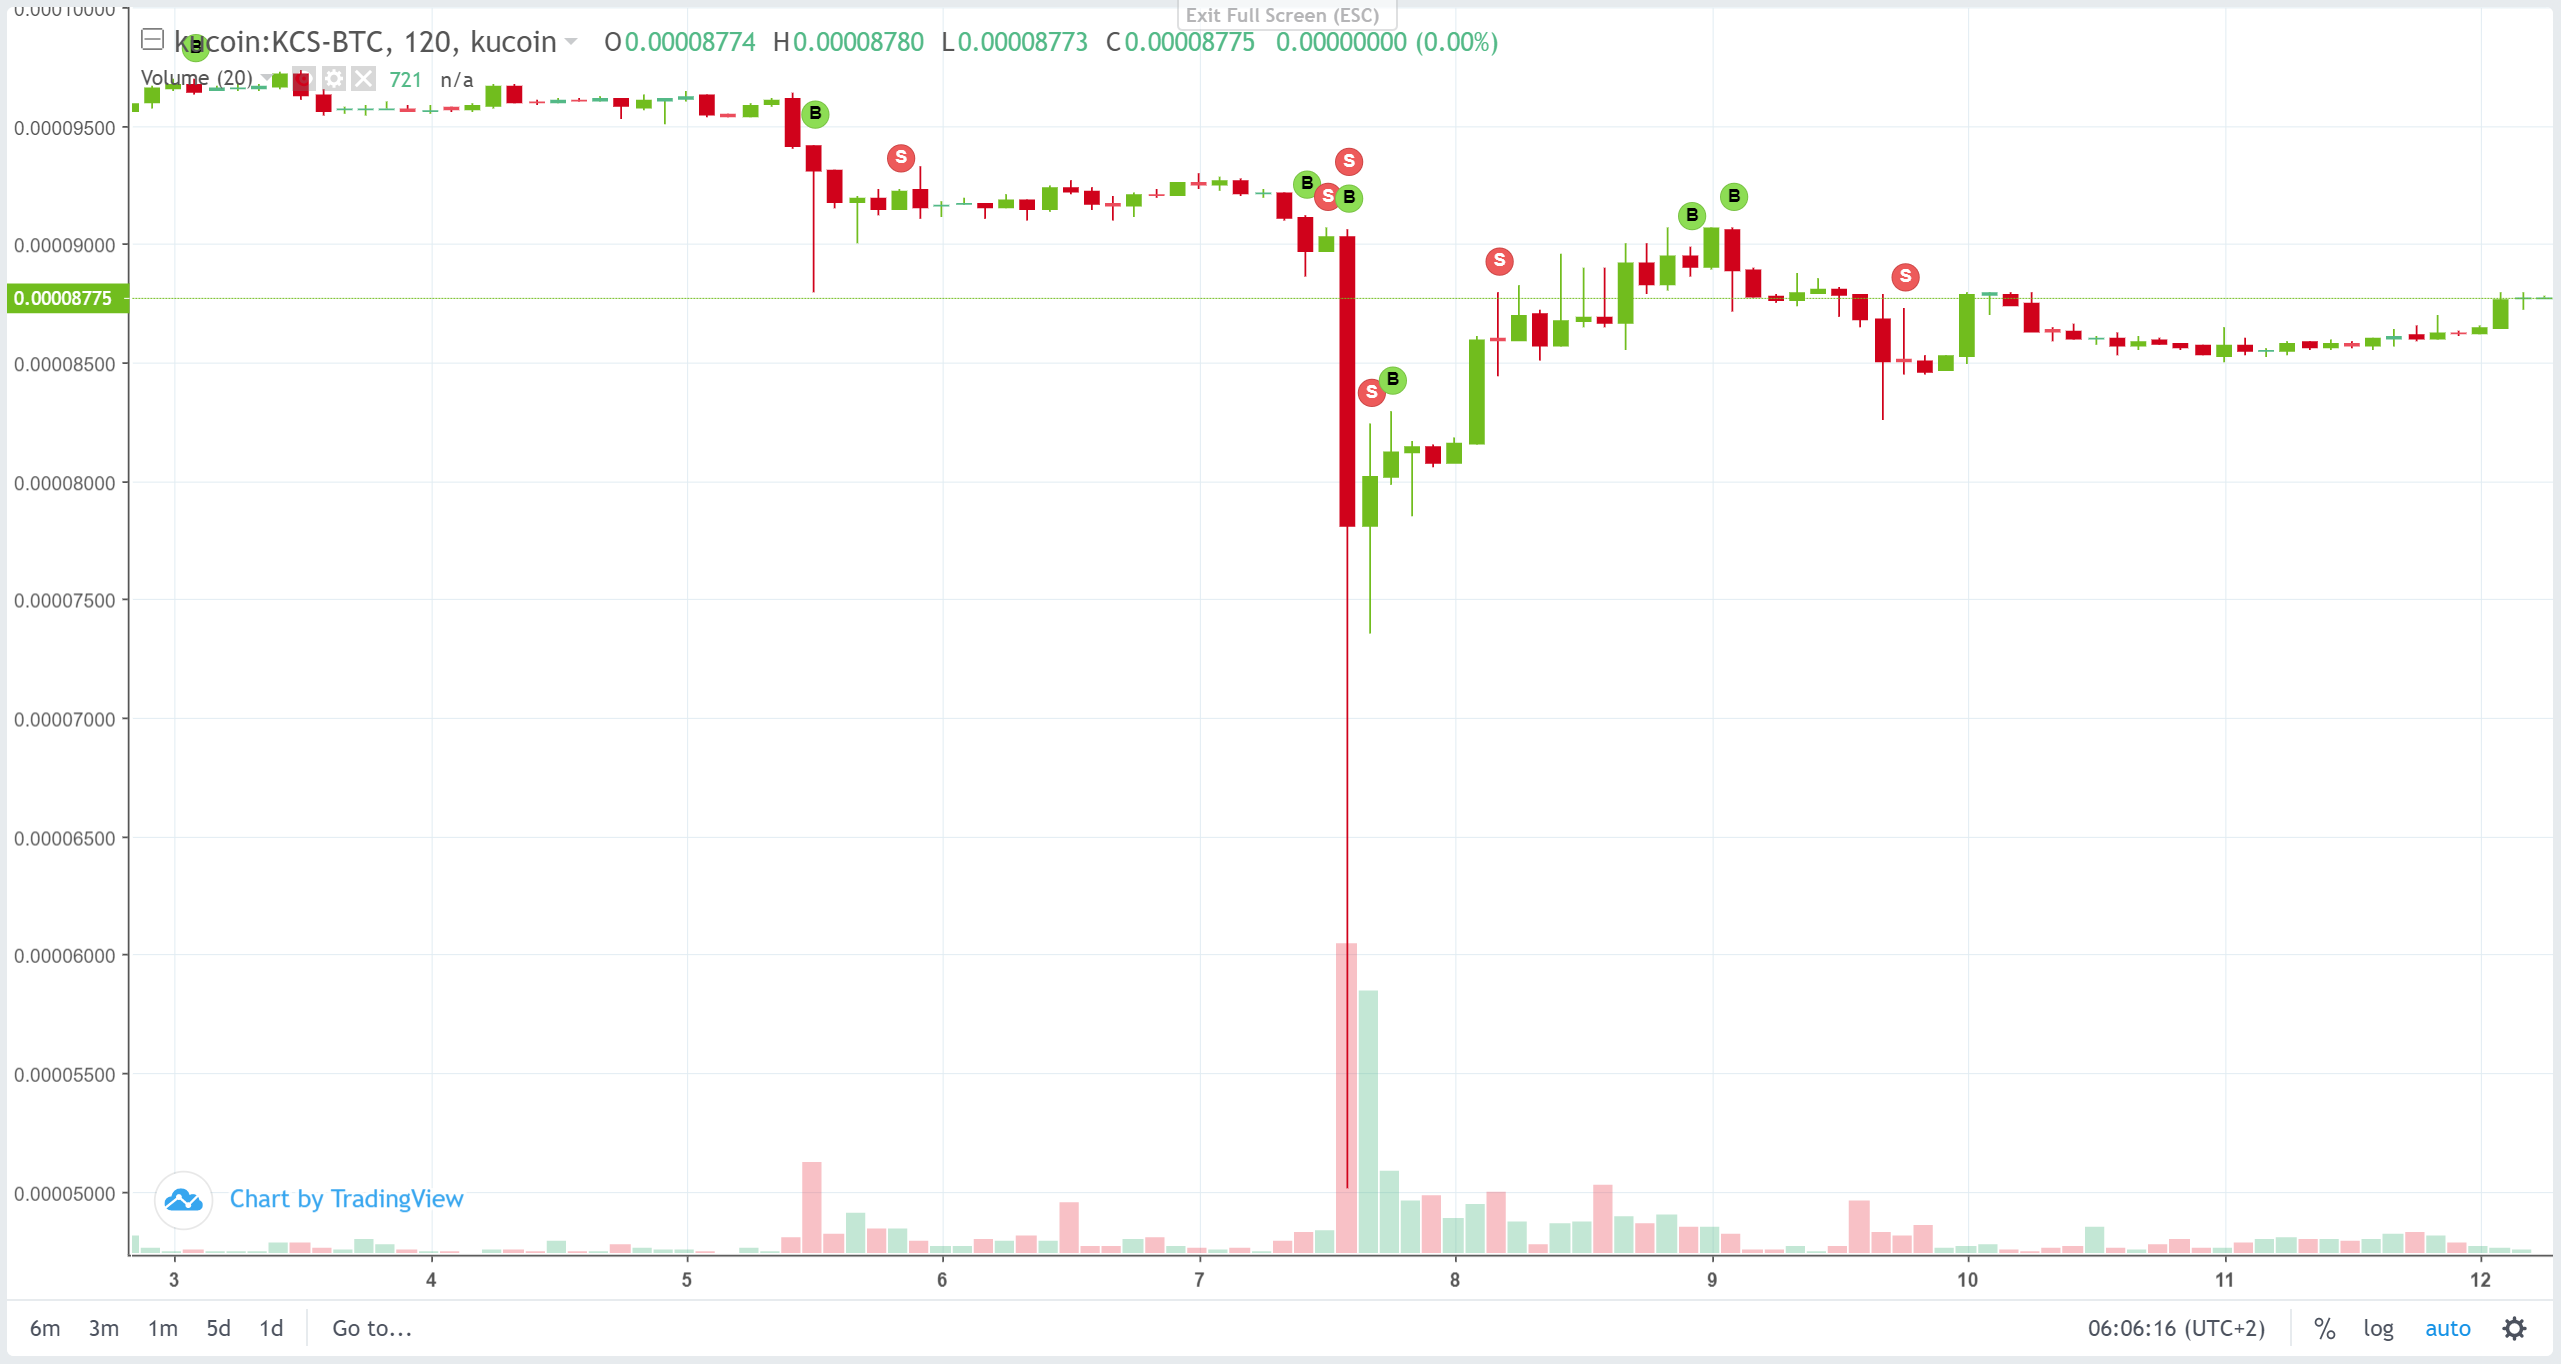 0.00010000
Exit Full Screen (ESC)
kucoin:KCS-BTC, 120, kucoin O0.00008774 H0.00008780 L0.00008773 C0.00008775 0.00000000 (0.00%)
B
Volume (20) 721 n/a
B
0.00009500
S
S
B
S
B
B
B
0.00009000
S
S
0.00008775
0.00008500
B
S
0.00008000
0.00007500
0.00007000
0.00006500
0.00006000
0.00005500
0.00005000
Chart by TradingView
3 4 5 6 7 8 9 10 11 12
6m 3m 1m 5d 1d Go to... 06:06:16 (UTC+2) % log auto